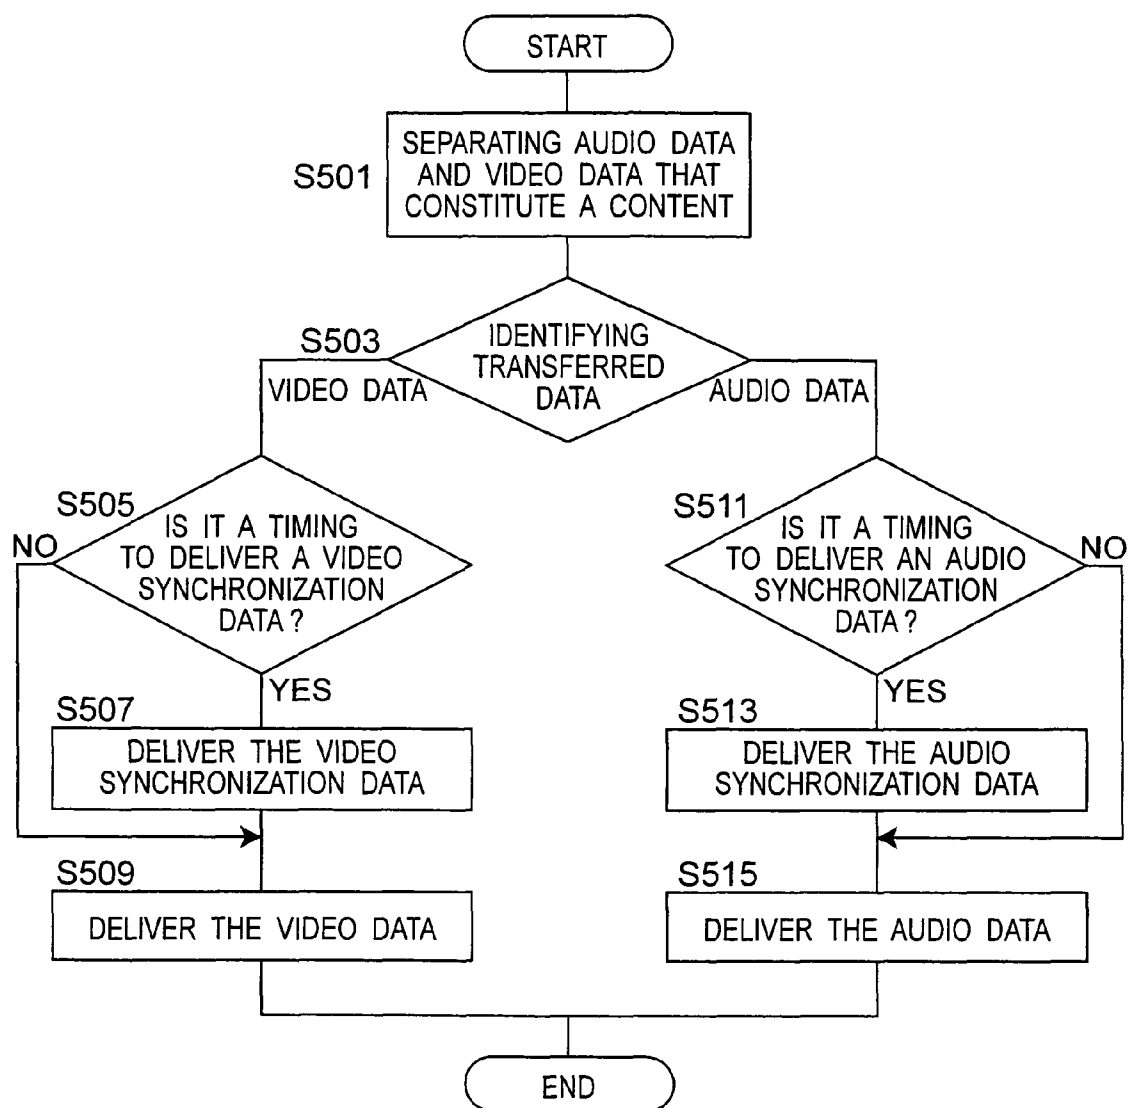 START
S501
SEPARATING AUDIO DATA
AND VIDEO DATA THAT
CONSTITUTE A CONTENT
S503
IDENTIFYING
TRANSFERRED
DATA
VIDEO DATA
AUDIO DATA
S505
IS IT A TIMING
TO DELIVER A VIDEO
SYNCHRONIZATION
DATA?
NO
YES
S507
DELIVER THE VIDEO
SYNCHRONIZATION DATA
S509
DELIVER THE VIDEO DATA
S511
IS IT A TIMING
TO DELIVER AN AUDIO
SYNCHRONIZATION
DATA?
NO
YES
S513
DELIVER THE AUDIO
SYNCHRONIZATION DATA
S515
DELIVER THE AUDIO DATA
END